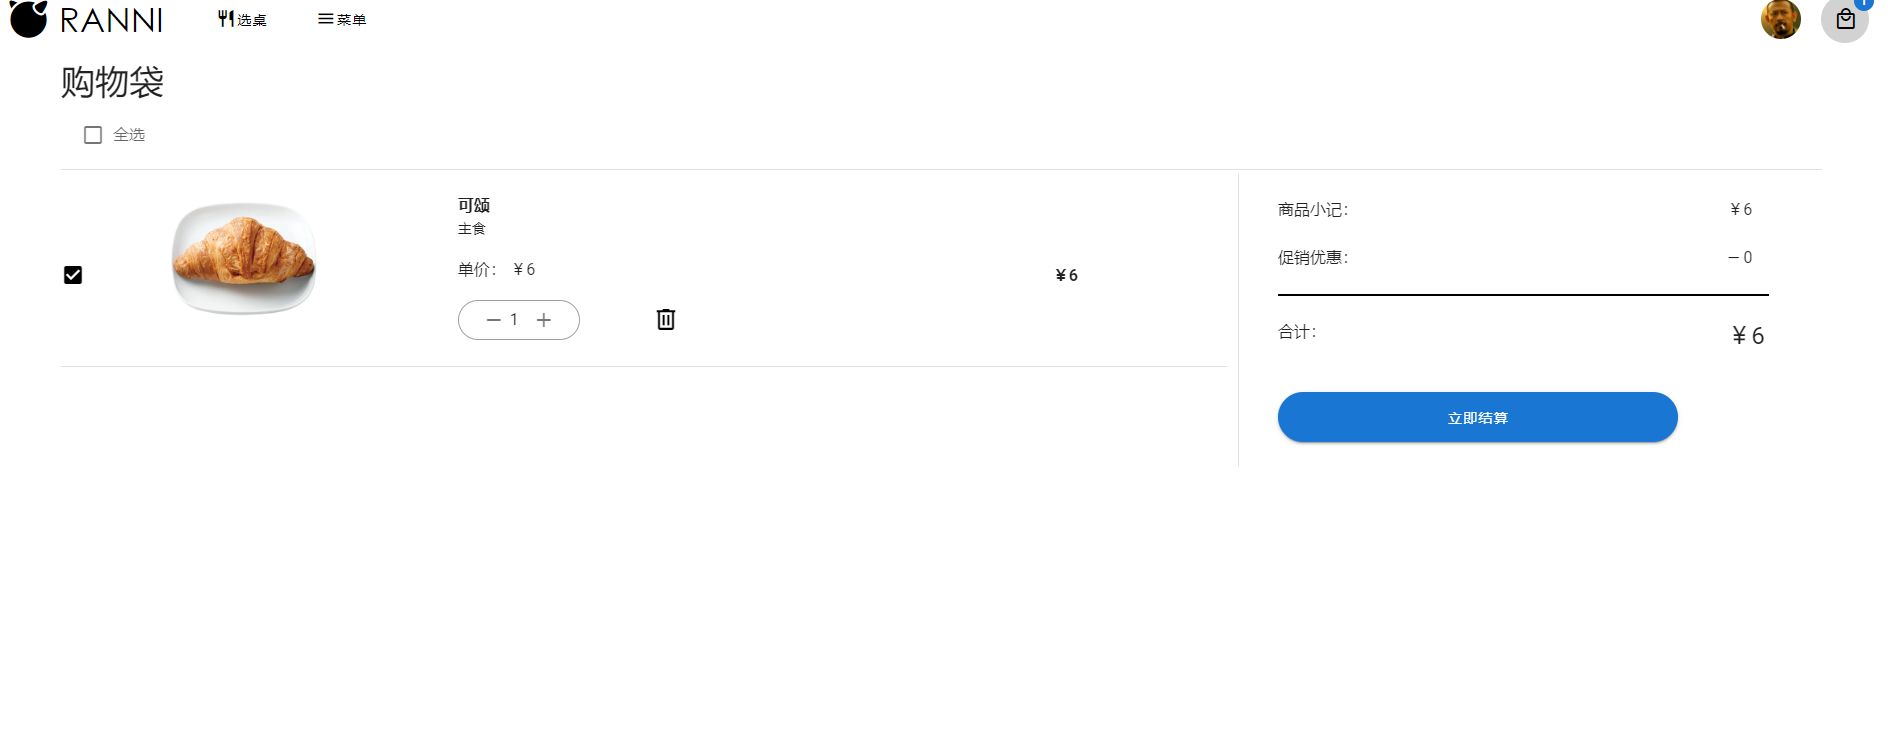 RANNI 选桌 菜单
1
购物袋
全选
可颂
主食
单价： ¥ 6
1
¥ 6
商品小记： ¥ 6
促销优惠： — 0
合计： ¥ 6
立即结算